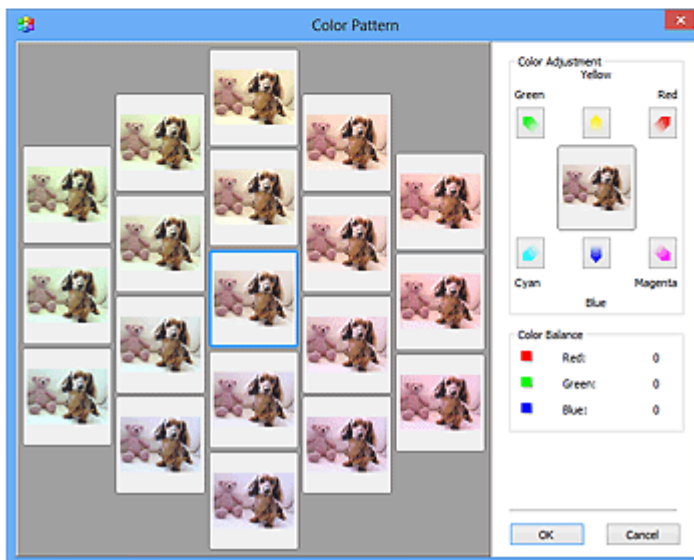 Color Pattern
Color Adjustment
Yellow
Green Red
Cyan Magenta
Blue
Color Balance
Red: 0
Green: 0
Blue: 0
OK Cancel